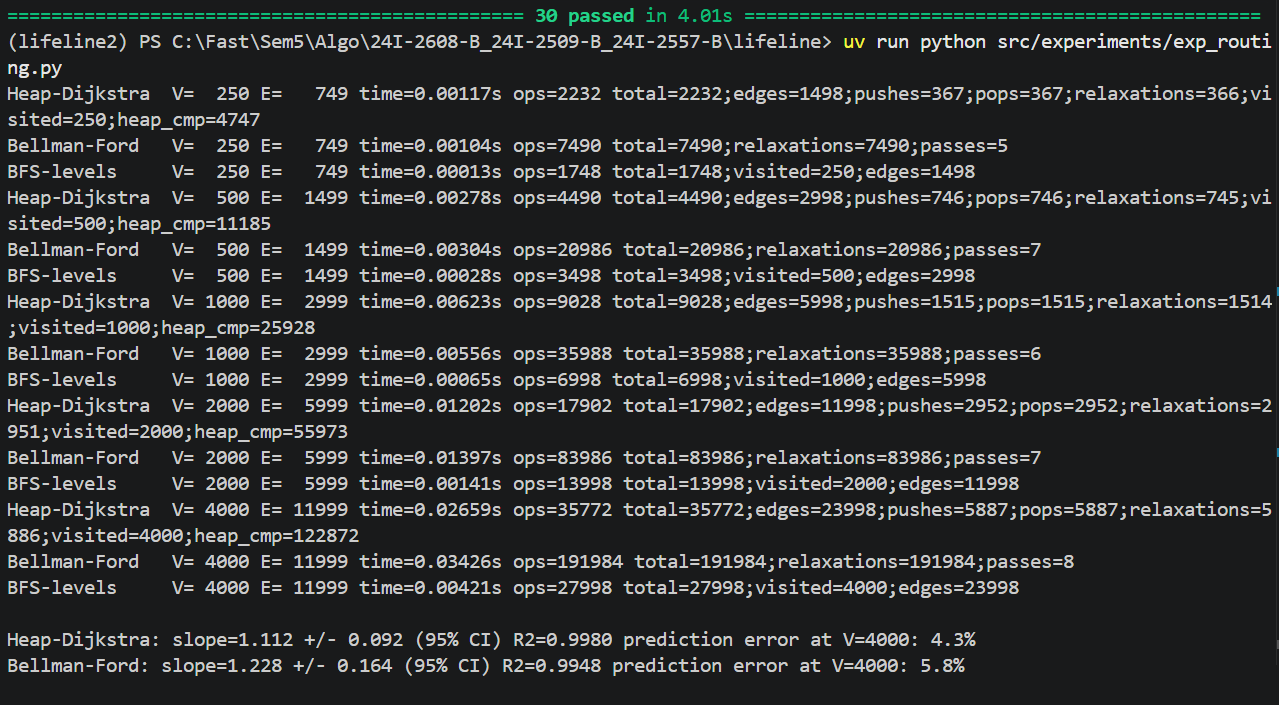 ============================================== 30 passed in 4.01s ==============================================
(lifeline2) PS C:\Fast\Sem5\Algo\24I-2608-B_24I-2509-B_24I-2557-B\lifeline> uv run python src/experiments/exp_routi
ng.py
Heap-Dijkstra  V=  250 E=   749 time=0.00117s ops=2232 total=2232;edges=1498;pushes=367;pops=367;relaxations=366;vi
sited=250;heap_cmp=4747
Bellman-Ford   V=  250 E=   749 time=0.00104s ops=7490 total=7490;relaxations=7490;passes=5
BFS-levels     V=  250 E=   749 time=0.00013s ops=1748 total=1748;visited=250;edges=1498
Heap-Dijkstra  V=  500 E=  1499 time=0.00278s ops=4490 total=4490;edges=2998;pushes=746;pops=746;relaxations=745;vi
sited=500;heap_cmp=11185
Bellman-Ford   V=  500 E=  1499 time=0.00304s ops=20986 total=20986;relaxations=20986;passes=7
BFS-levels     V=  500 E=  1499 time=0.00028s ops=3498 total=3498;visited=500;edges=2998
Heap-Dijkstra  V= 1000 E=  2999 time=0.00623s ops=9028 total=9028;edges=5998;pushes=1515;pops=1515;relaxations=1514
;visited=1000;heap_cmp=25928
Bellman-Ford   V= 1000 E=  2999 time=0.00556s ops=35988 total=35988;relaxations=35988;passes=6
BFS-levels     V= 1000 E=  2999 time=0.00065s ops=6998 total=6998;visited=1000;edges=5998
Heap-Dijkstra  V= 2000 E=  5999 time=0.01202s ops=17902 total=17902;edges=11998;pushes=2952;pops=2952;relaxations=2
951;visited=2000;heap_cmp=55973
Bellman-Ford   V= 2000 E=  5999 time=0.01397s ops=83986 total=83986;relaxations=83986;passes=7
BFS-levels     V= 2000 E=  5999 time=0.00141s ops=13998 total=13998;visited=2000;edges=11998
Heap-Dijkstra  V= 4000 E= 11999 time=0.02659s ops=35772 total=35772;edges=23998;pushes=5887;pops=5887;relaxations=5
886;visited=4000;heap_cmp=122872
Bellman-Ford   V= 4000 E= 11999 time=0.03426s ops=191984 total=191984;relaxations=191984;passes=8
BFS-levels     V= 4000 E= 11999 time=0.00421s ops=27998 total=27998;visited=4000;edges=23998

Heap-Dijkstra: slope=1.112 +/- 0.092 (95% CI) R2=0.9980 prediction error at V=4000: 4.3%
Bellman-Ford: slope=1.228 +/- 0.164 (95% CI) R2=0.9948 prediction error at V=4000: 5.8%